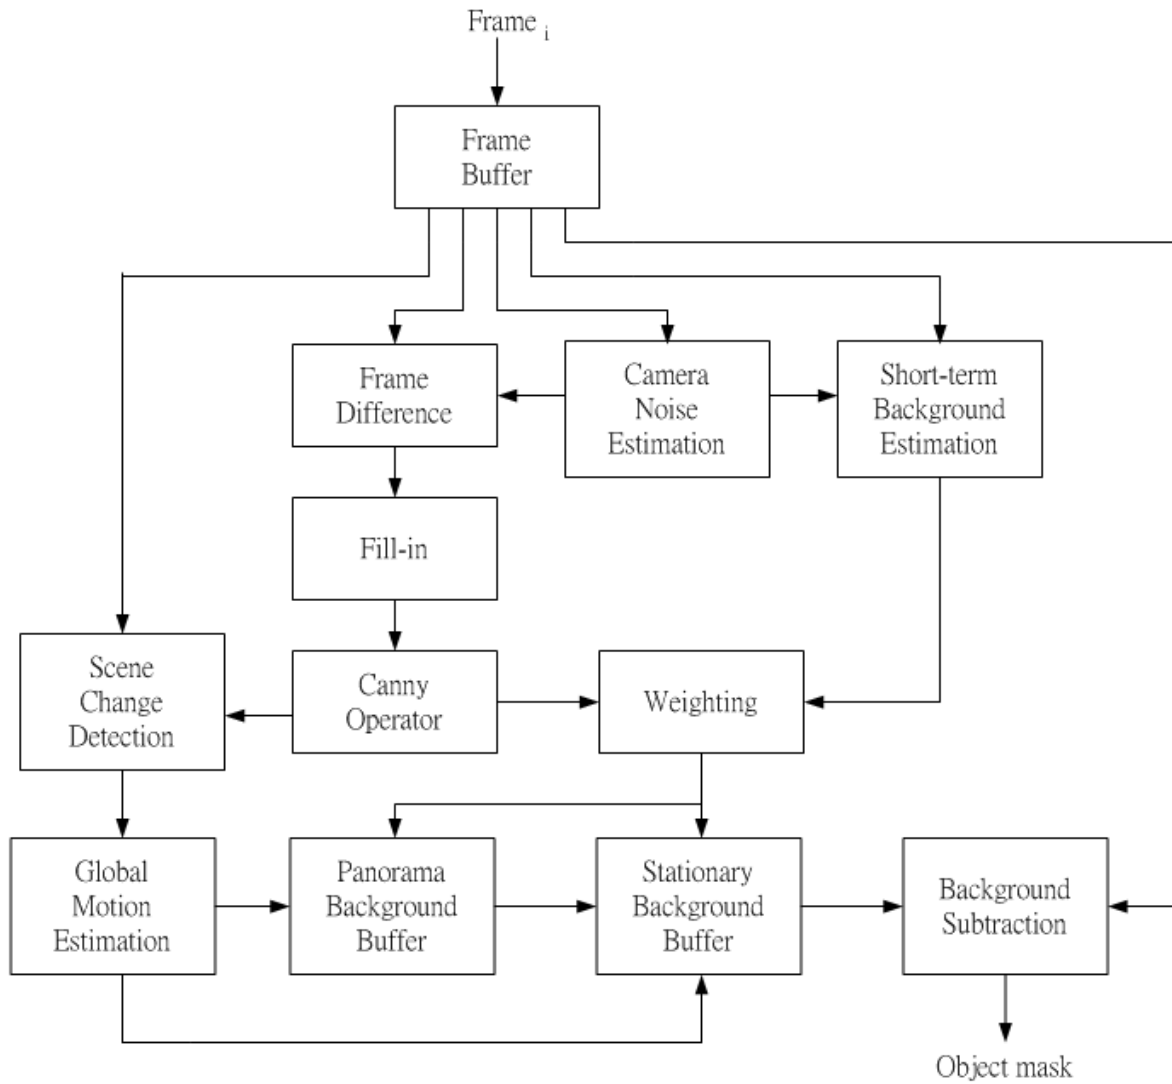 Frame i
Frame
Buffer
Frame
Difference
Camera
Noise
Estimation
Short-term
Background
Estimation
Fill-in
Scene
Change
Detection
Canny
Operator
Weighting
Global
Motion
Estimation
Panorama
Background
Buffer
Stationary
Background
Buffer
Background
Subtraction
Object mask